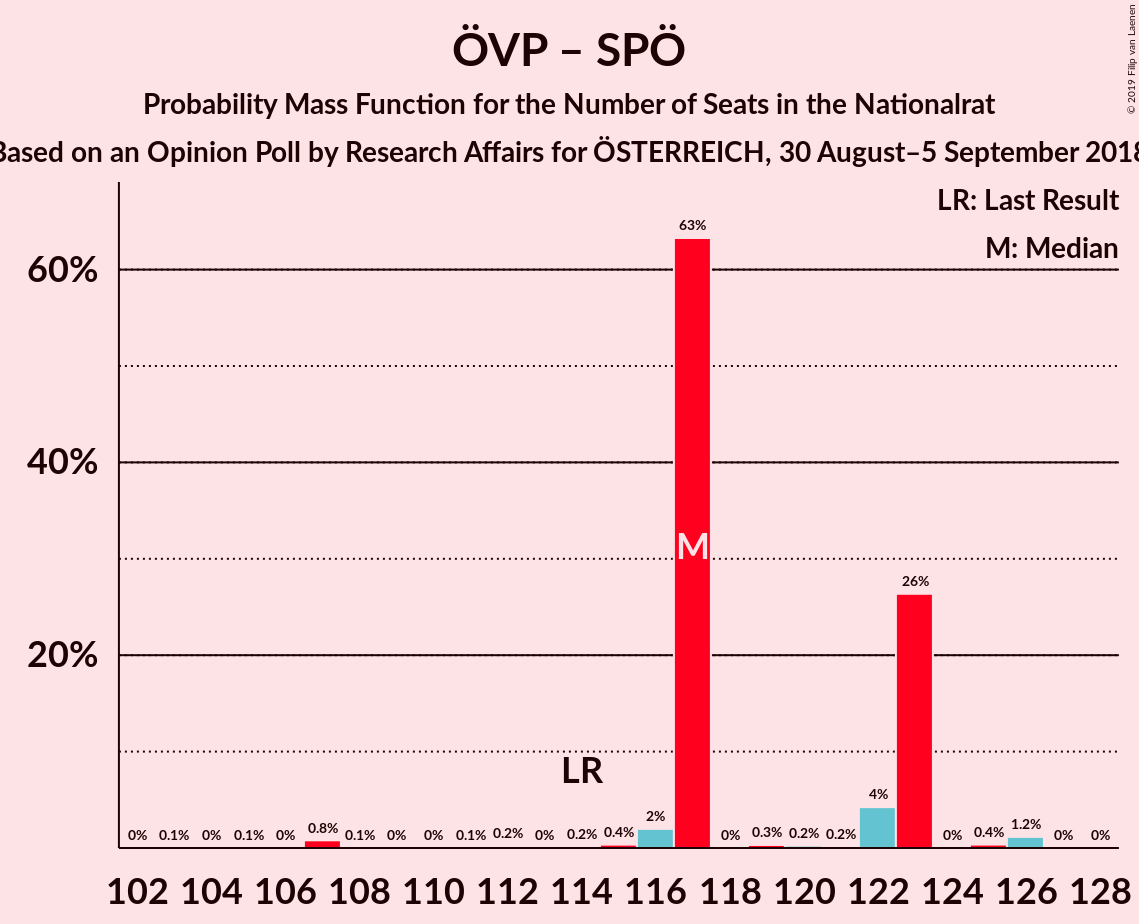 ÖVP – SPÖ
Probability Mass Function for the Number of Seats in the Nationalrat
Based on an Opinion Poll by Research Affairs for ÖSTERREICH, 30 August–5 September 2018
© 2019 Filip van Laenen
LR: Last Result
M: Median
60%
40%
20%
63%
M
26%
LR
0% 0.1% 0% 0.1% 0% 0.8% 0.1% 0% 0% 0.1% 0.2% 0% 0.2% 0.4% 2% 0% 0.3% 0.2% 0.2% 4% 0% 0.4% 1.2% 0% 0%
102 104 106 108 110 112 114 116 118 120 122 124 126 128